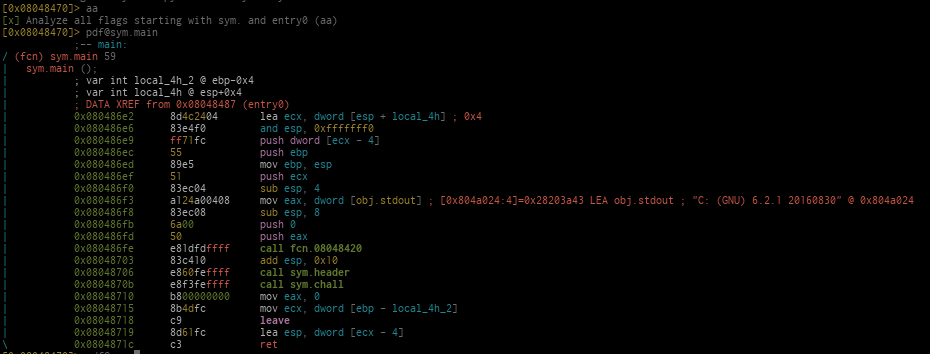 [0x08048470]> aa
[x] Analyze all flags starting with sym. and entry0 (aa)
[0x08048470]> pdf@sym.main
;-- main:
/ (fcn) sym.main 59
| sym.main ();
| ; var int local_4h_2 @ ebp-0x4
| ; var int local_4h @ esp+0x4
| ; DATA XREF from 0x08048487 (entry0)
| 0x080486e2 8d4c2404 lea ecx, dword [esp + local_4h] ; 0x4
| 0x080486e6 83e4f0 and esp, 0xfffffff0
| 0x080486e9 ff71fc push dword [ecx - 4]
| 0x080486ec 55 push ebp
| 0x080486ed 89e5 mov ebp, esp
| 0x080486ef 51 push ecx
| 0x080486f0 83ec04 sub esp, 4
| 0x080486f3 a124a00408 mov eax, dword [obj.stdout] ; [0x804a024:4]=0x28203a43 LEA obj.stdout ; "C: (GNU) 6.2.1 20160830" @ 0x804a024
| 0x080486f8 83ec08 sub esp, 8
| 0x080486fb 6a00 push 0
| 0x080486fd 50 push eax
| 0x080486fe e81dfdffff call fcn.08048420
| 0x08048703 83c410 add esp, 0x10
| 0x08048706 e860feffff call sym.header
| 0x0804870b e8f3feffff call sym.chall
| 0x08048710 b800000000 mov eax, 0
| 0x08048715 8b4dfc mov ecx, dword [ebp - local_4h_2]
| 0x08048718 c9 leave
| 0x08048719 8d61fc lea esp, dword [ecx - 4]
\ 0x0804871c c3 ret